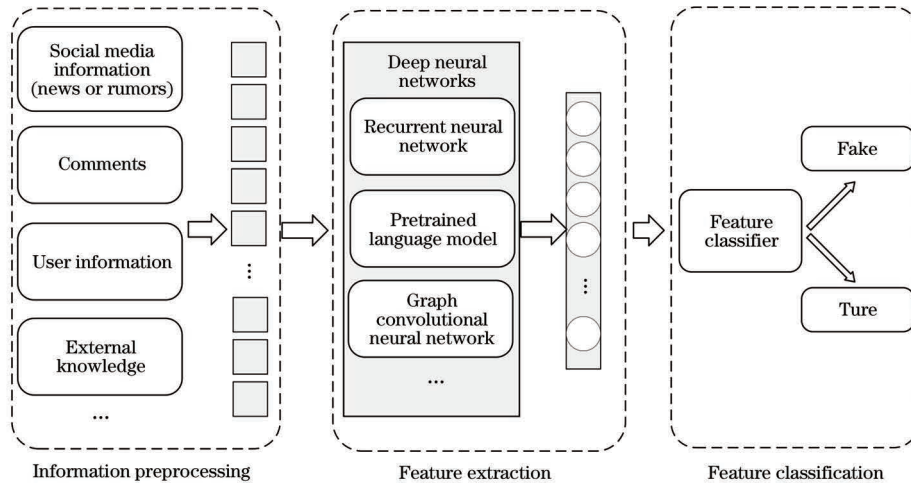 Social media
information
(news or rumors)
Comments
User information
External
knowledge
...
...
Information preprocessing
Deep neural
networks
Recurrent neural
network
Pretrained
language model
Graph
convolutional
neural network
...
...
Feature extraction
Feature
classifier
Fake
Ture
Feature classification